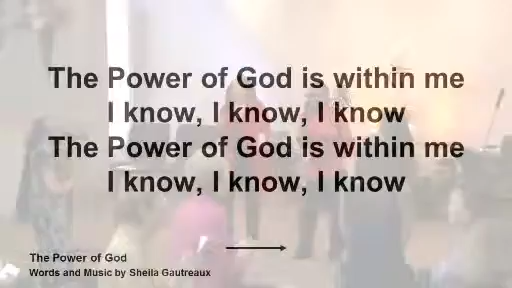 The Power of God is within me
I know, I know, I know
The Power of God is within me
I know, I know, I know
The Power of God
Words and Music by Sheila Gautreaux